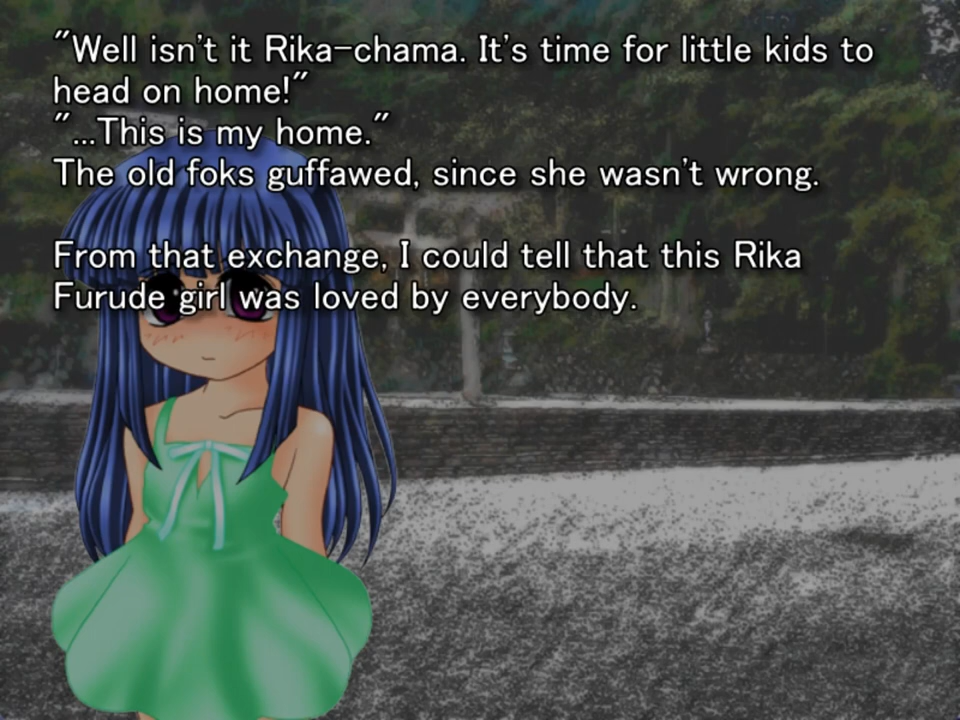 "Well isn't it Rika-chama. It's time for little kids to
head on home!"
"...This is my home."
The old foks guffawed, since she wasn't wrong.
From that exchange, I could tell that this Rika
Furude girl was loved by everybody.